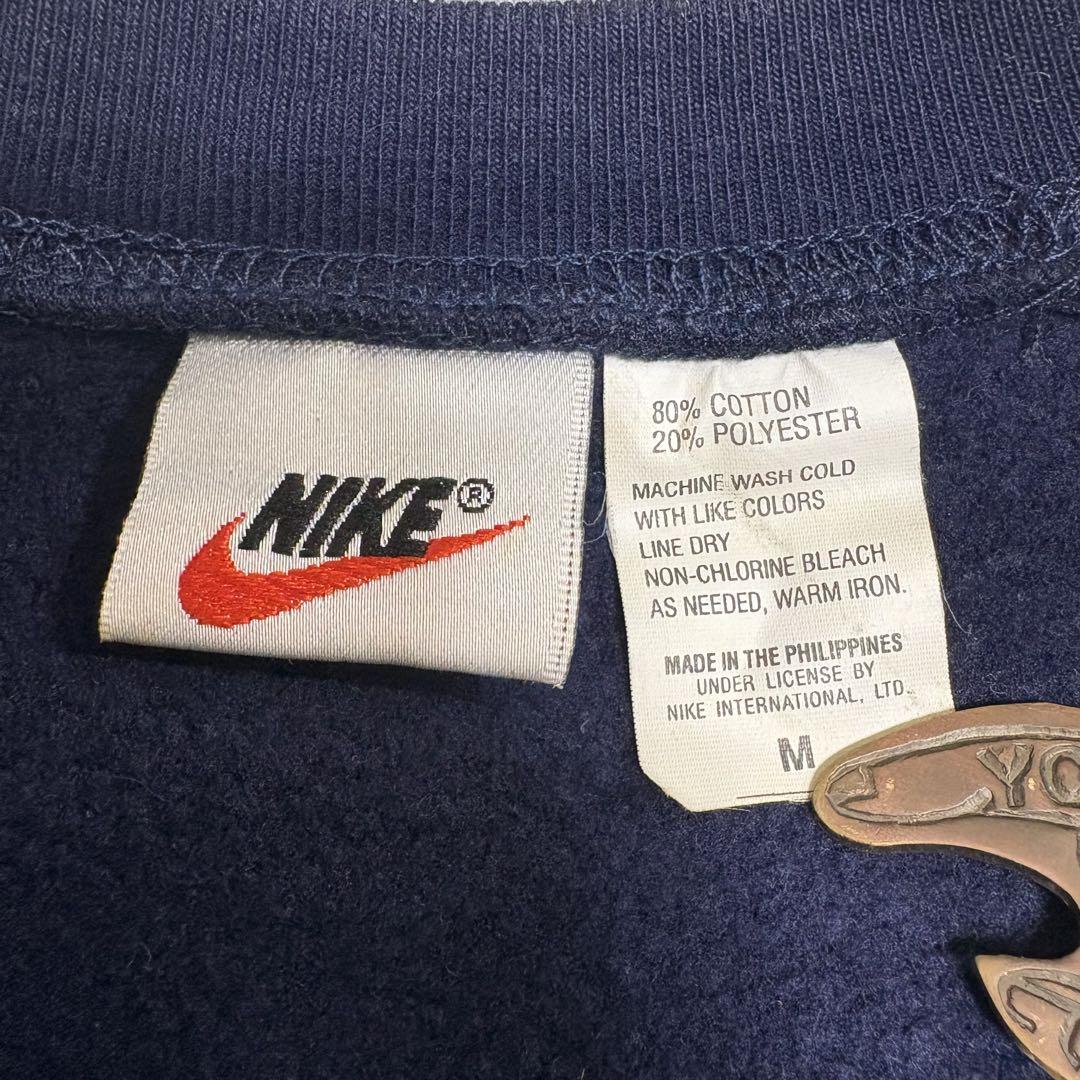 NIKE®
80% COTTON
20% POLYESTER
MACHINE WASH COLD
WITH LIKE COLORS
LINE DRY
NON-CHLORINE BLEACH
AS NEEDED, WARM IRON.
MADE IN THE PHILIPPINES
UNDER LICENSE BY
NIKE INTERNATIONAL, LTD.
M